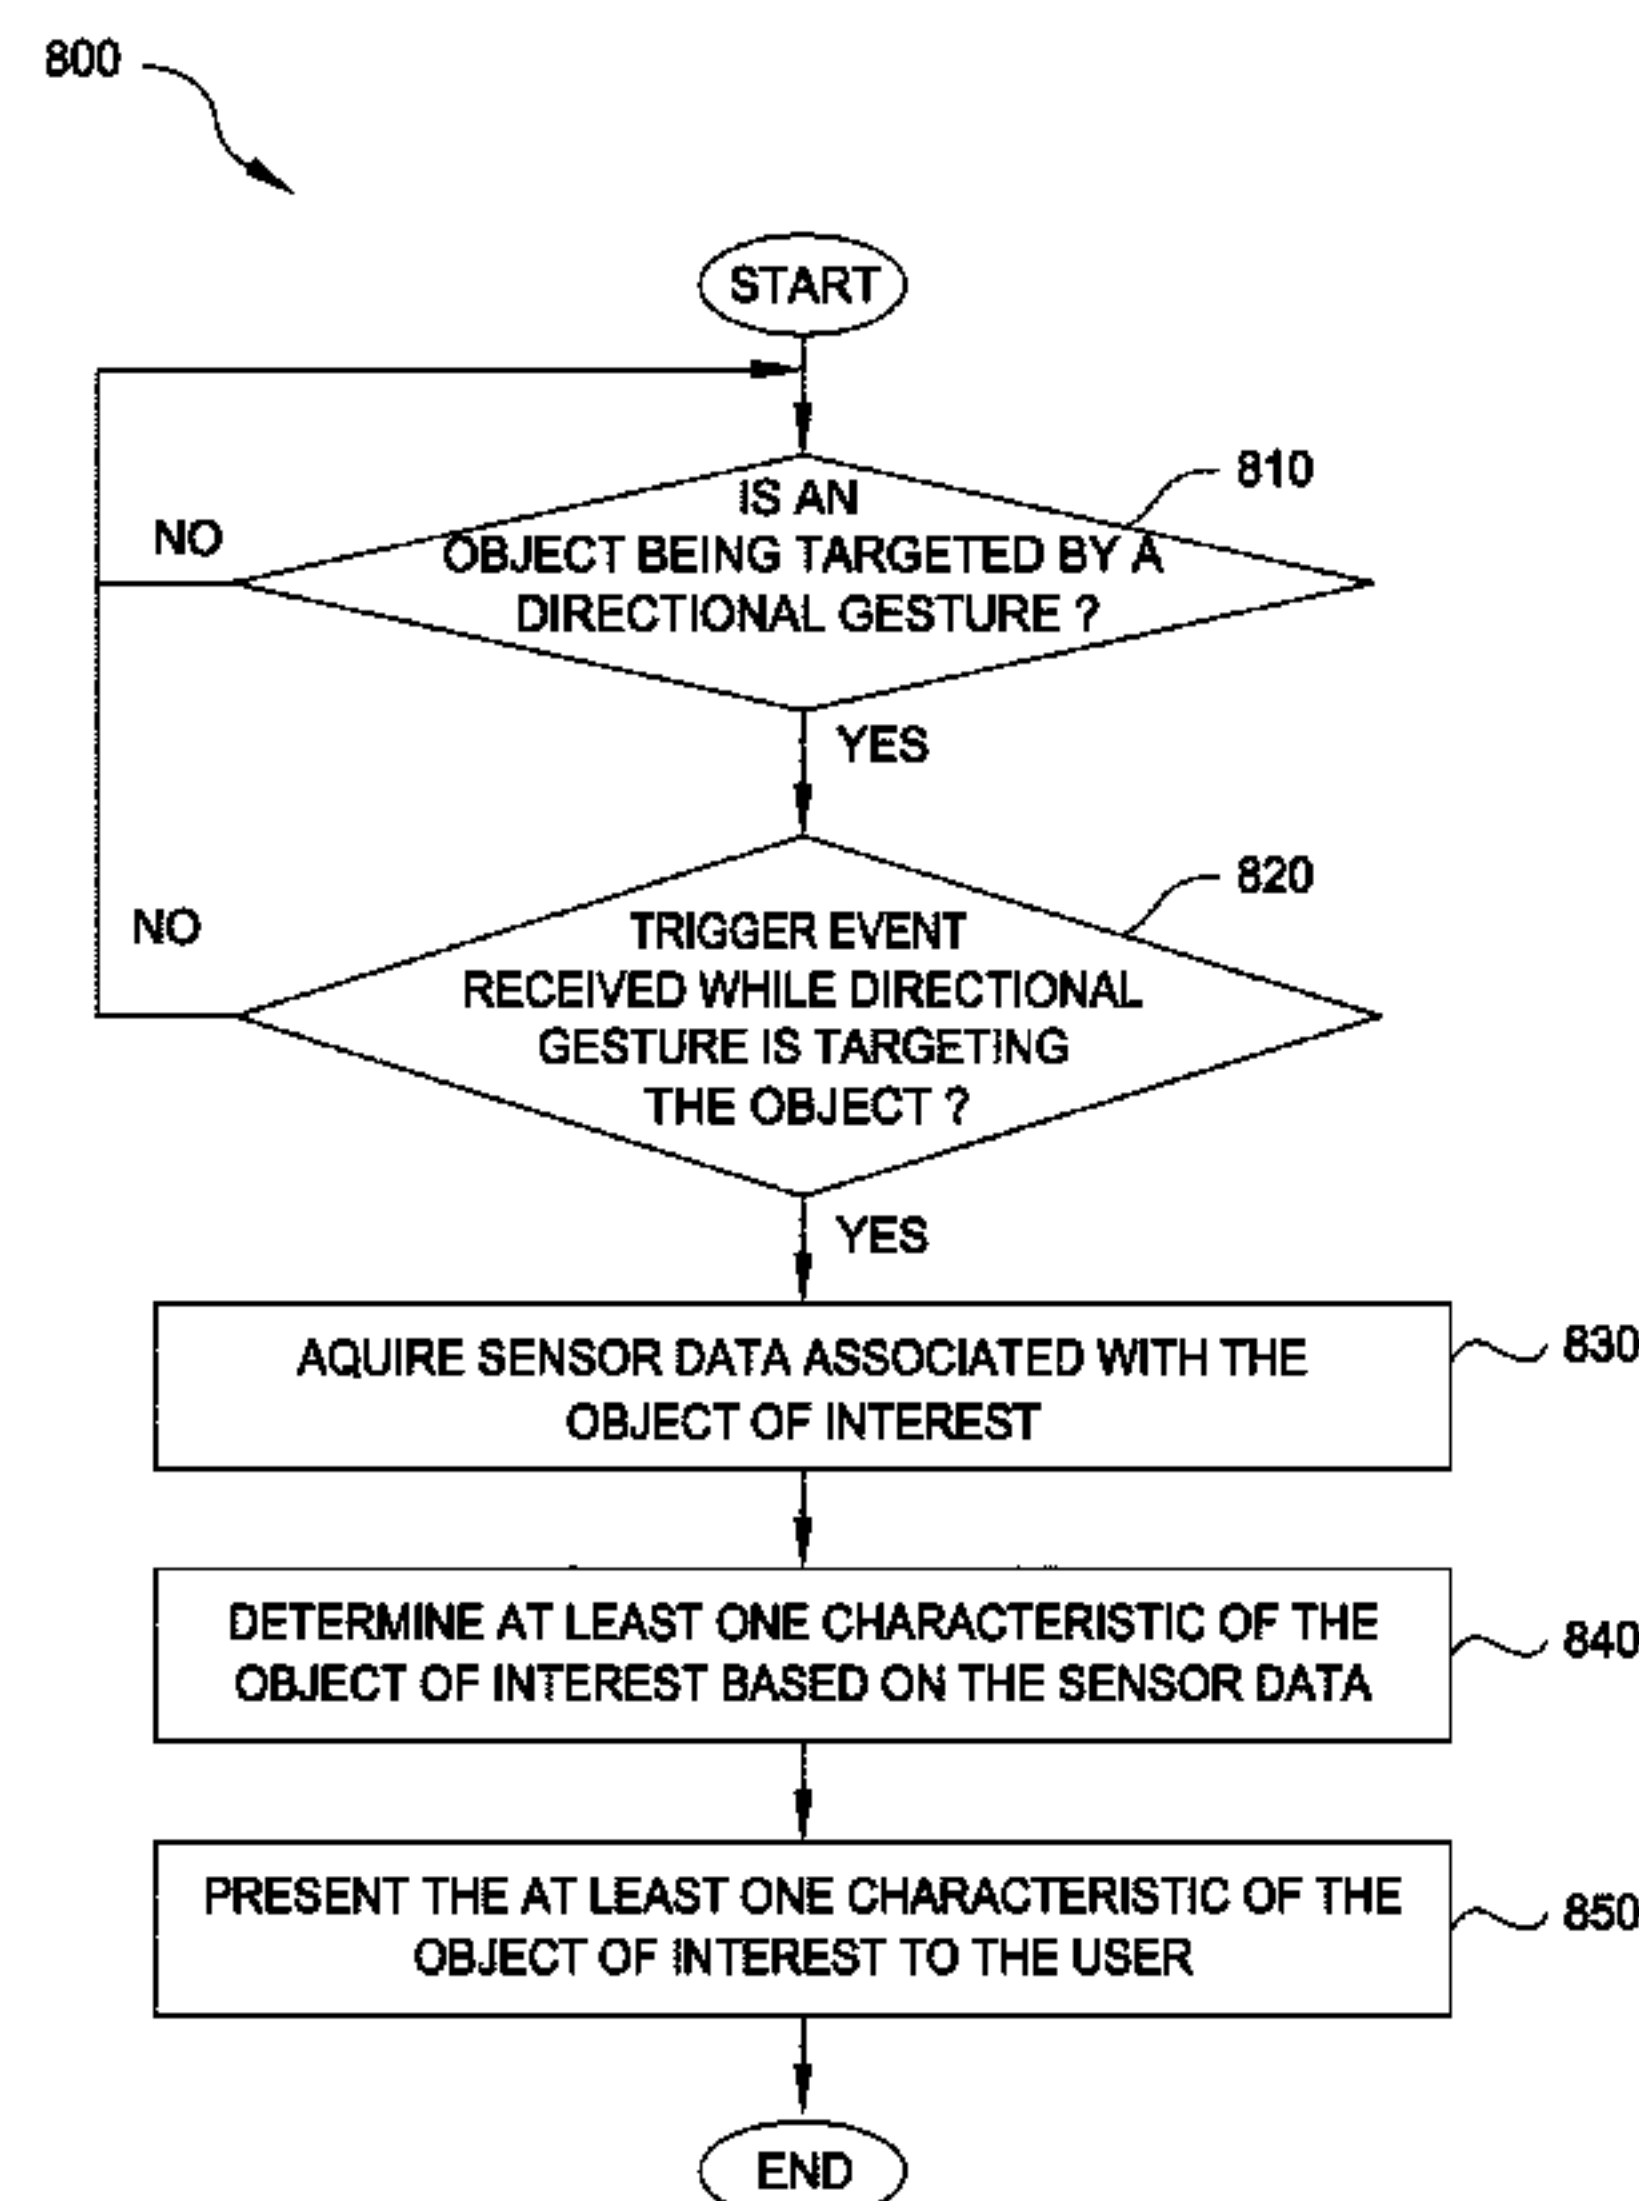 800
START
810
IS AN
NO
OBJECT BEING TARGETED BY A
DIRECTIONAL GESTURE ?
YES
820
NO
TRIGGER EVENT
RECEIVED WHILE DIRECTIONAL
GESTURE IS TARGETING
THE OBJECT ?
YES
AQUIRE SENSOR DATA ASSOCIATED WITH THE
OBJECT OF INTEREST
830
DETERMINE AT LEAST ONE CHARACTERISTIC OF THE
OBJECT OF INTEREST BASED ON THE SENSOR DATA
840
PRESENT THE AT LEAST ONE CHARACTERISTIC OF THE
OBJECT OF INTEREST TO THE USER
850
END